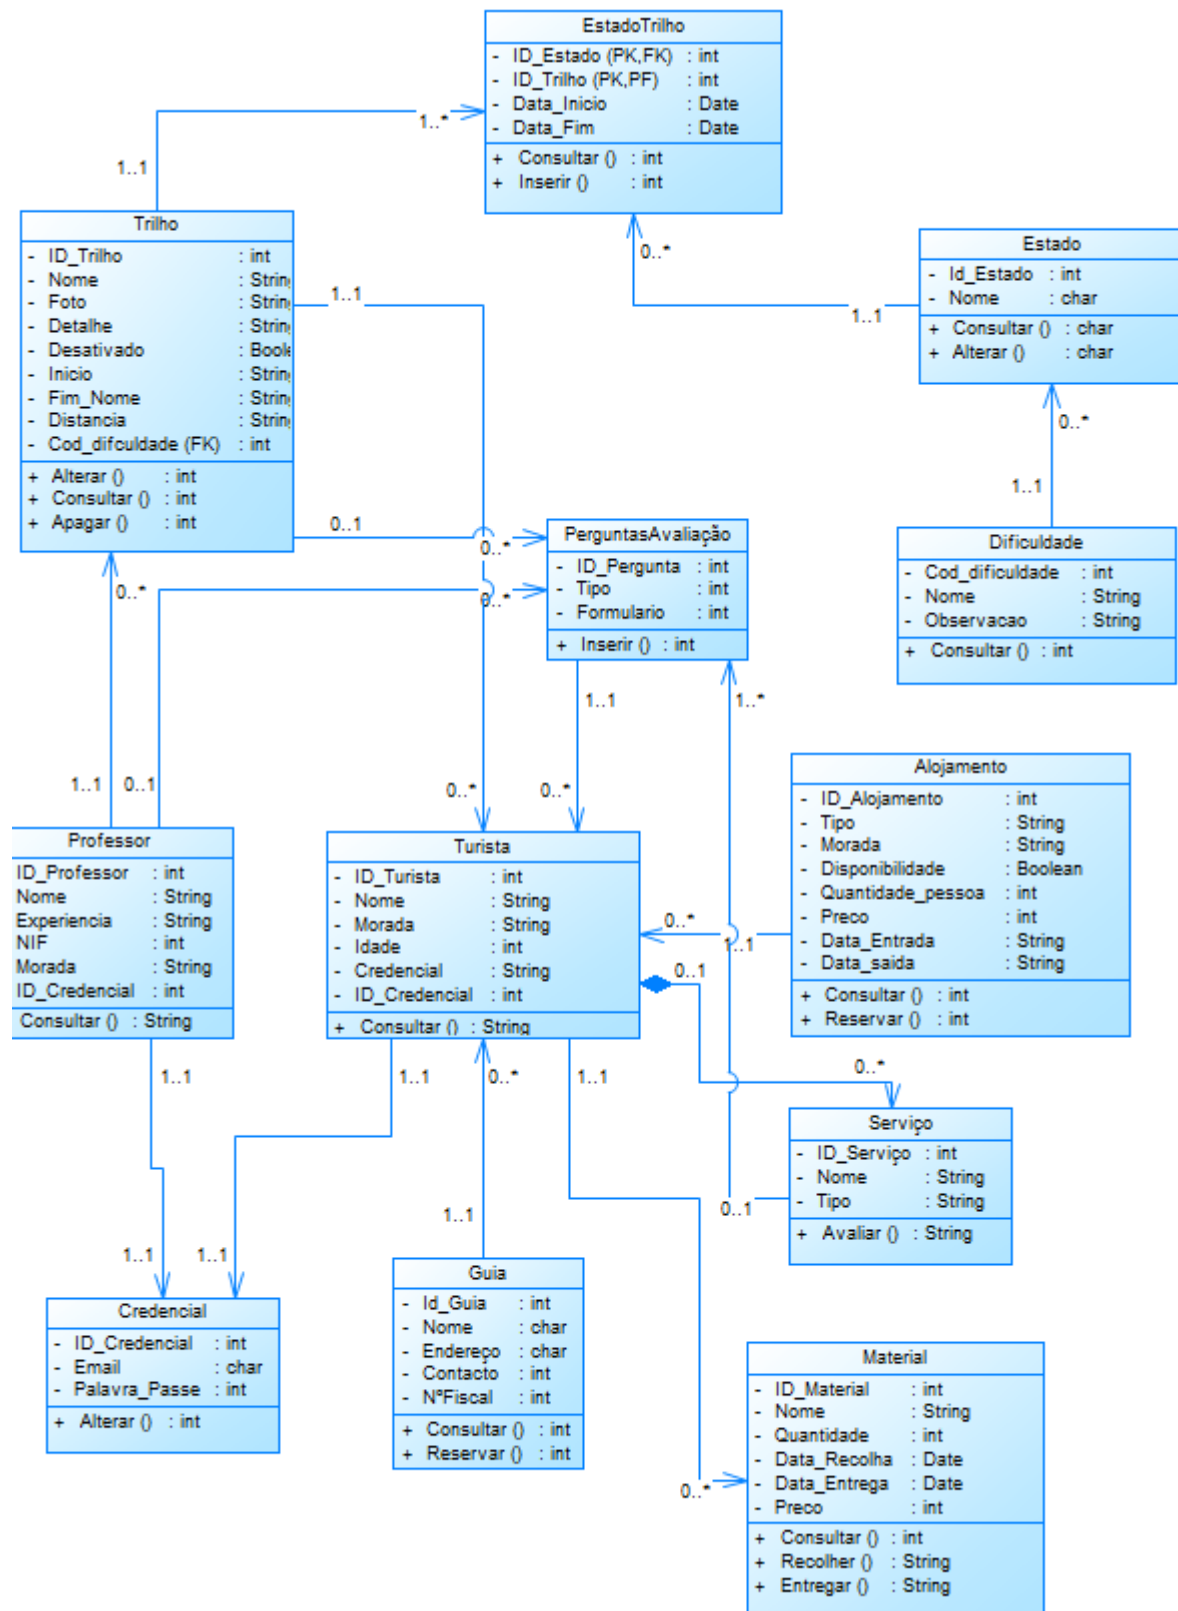 EstadoTrilho
- ID_Estado (PK,FK) : int
- ID_Trilho (PK,PF) : int
- Data_Inicio : Date
- Data_Fim : Date
+ Consultar () : int
+ Inserir () : int
1..*
1..1
Trilho
- ID_Trilho : int
- Nome : String
- Foto : String
- Detalhe : String
- Desativado : Boole
- Inicio : String
- Fim_Nome : String
- Distancia : String
- Cod_difculdade (FK) : int
+ Alterar () : int
+ Consultar () : int
+ Apagar () : int
1..1
0..*
Estado
- Id_Estado : int
- Nome : char
+ Consultar () : char
+ Alterar () : char
1..1
0..*
1..1
Dificuldade
- Cod_dificuldade : int
- Nome : String
- Observacao : String
+ Consultar () : int
0..1
0..*
PerguntasAvaliação
- ID_Pergunta : int
- Tipo : int
- Formulario : int
+ Inserir () : int
0..*
0..*
1..1
1..*
1..1
0..1
0..*
0..*
Alojamento
- ID_Alojamento : int
- Tipo : String
- Morada : String
- Disponibilidade : Boolean
- Quantidade_pessoa : int
- Preco : int
- Data_Entrada : String
- Data_saida : String
+ Consultar () : int
+ Reservar () : int
Professor
ID_Professor : int
Nome : String
Experiencia : String
NIF : int
Morada : String
ID_Credencial : int
Consultar () : String
Turista
- ID_Turista : int
- Nome : String
- Morada : String
- Idade : int
- Credencial : String
- ID_Credencial : int
+ Consultar () : String
0..*
1..1
0..1
0..*
1..1
1..1
0..*
1..1
Serviço
- ID_Serviço : int
- Nome : String
- Tipo : String
+ Avaliar () : String
0..1
1..1
1..1
1..1
Credencial
- ID_Credencial : int
- Email : char
- Palavra_Passe : int
+ Alterar () : int
Guia
- Id_Guia : int
- Nome : char
- Endereço : char
- Contacto : int
- NºFiscal : int
+ Consultar () : int
+ Reservar () : int
0..*
Material
- ID_Material : int
- Nome : String
- Quantidade : int
- Data_Recolha : Date
- Data_Entrega : Date
- Preco : int
+ Consultar () : int
+ Recolher () : String
+ Entregar () : String